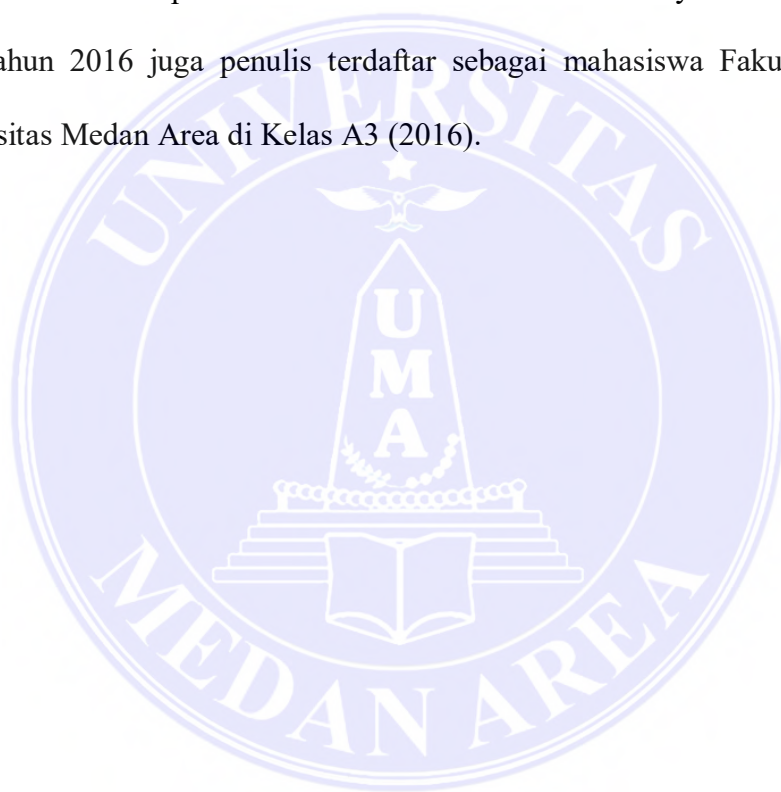 ahun 2016 juga penulis terdaftar sebagai mahasiswa Faku
sitas Medan Area di Kelas A3 (2016).
UNIVERSITAS
UMA
MEDAN AREA